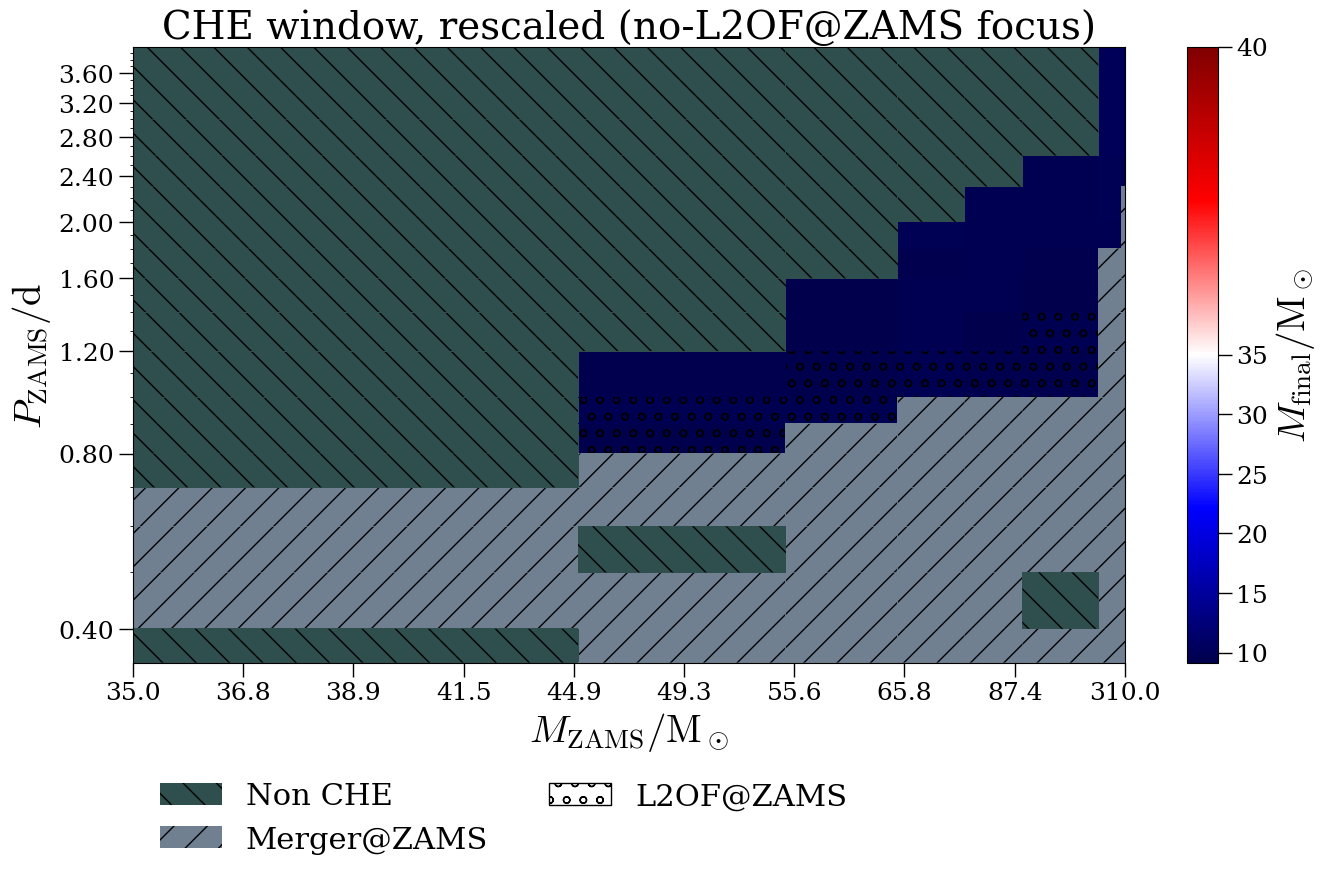 CHE window, rescaled (no-L2OF@ZAMS focus)
3.60
3.20
2.80
2.40
2.00
1.60
1.20
0.80
0.40
P_ZAMS/d
35.0 36.8 38.9 41.5 44.9 49.3 55.6 65.8 87.4 310.0
M_ZAMS/M_⊙
40
35
30
25
20
15
10
M_final/M_⊙
Non CHE
Merger@ZAMS
L2OF@ZAMS